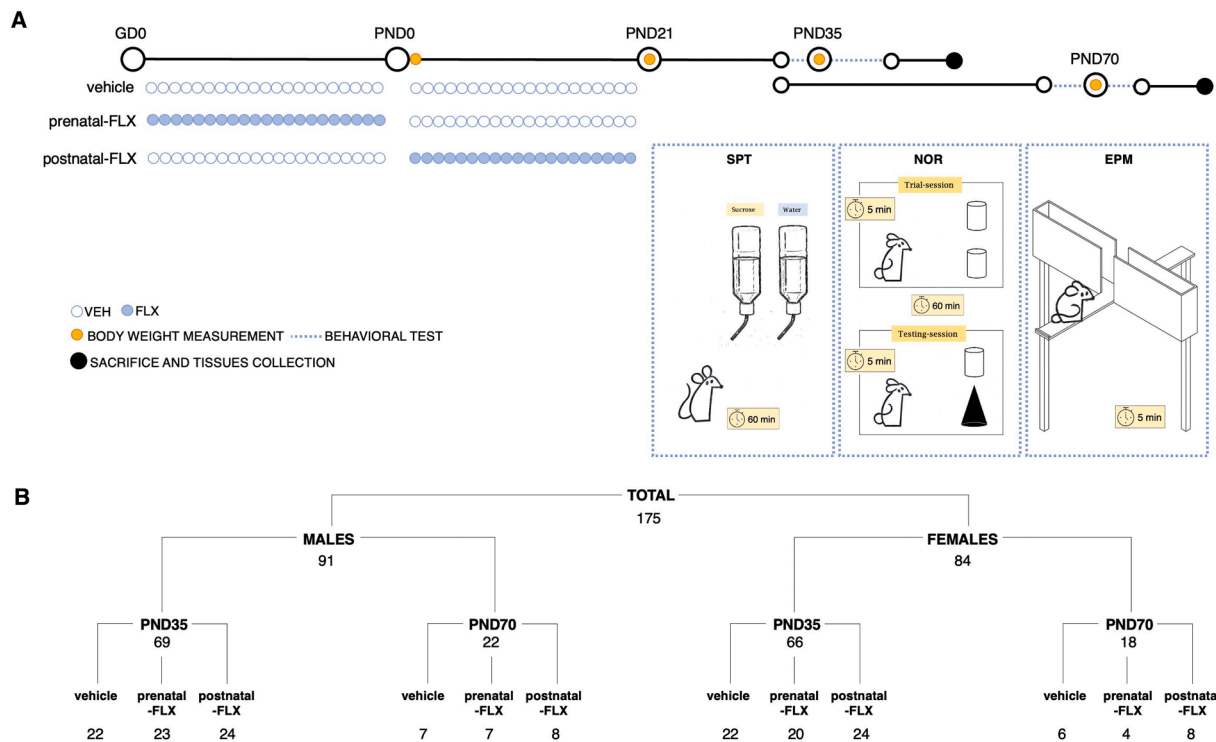 A
GD0
PND0
PND21
PND35
PND70
vehicle
prenatal-FLX
postnatal-FLX
VEH
FLX
BODY WEIGHT MEASUREMENT
BEHAVIORAL TEST
SACRIFICE AND TISSUES COLLECTION
SPT
Sucrose
Water
60 min
NOR
Trial-session
5 min
60 min
Testing-session
5 min
EPM
5 min
B
TOTAL
175
MALES
91
FEMALES
84
PND35
69
PND70
22
PND35
66
PND70
18
vehicle
22
prenatal
-FLX
23
postnatal
-FLX
24
vehicle
7
prenatal
-FLX
7
postnatal
-FLX
8
vehicle
22
prenatal
-FLX
20
postnatal
-FLX
24
vehicle
6
prenatal
-FLX
4
postnatal
-FLX
8